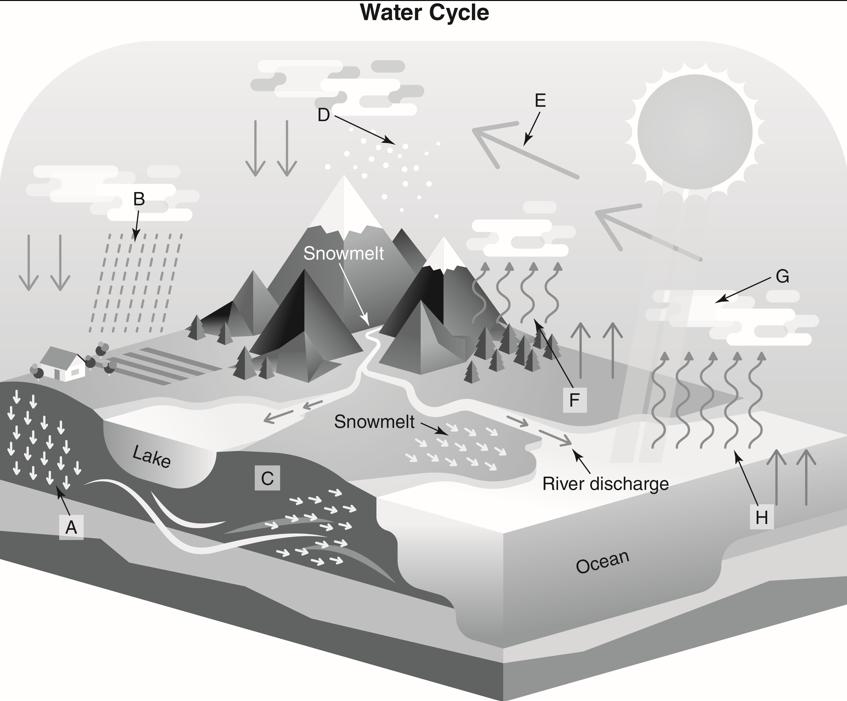 Water Cycle
E
D
B
Snowmelt
G
F
Snowmelt
Lake
C
River discharge
A
H
Ocean